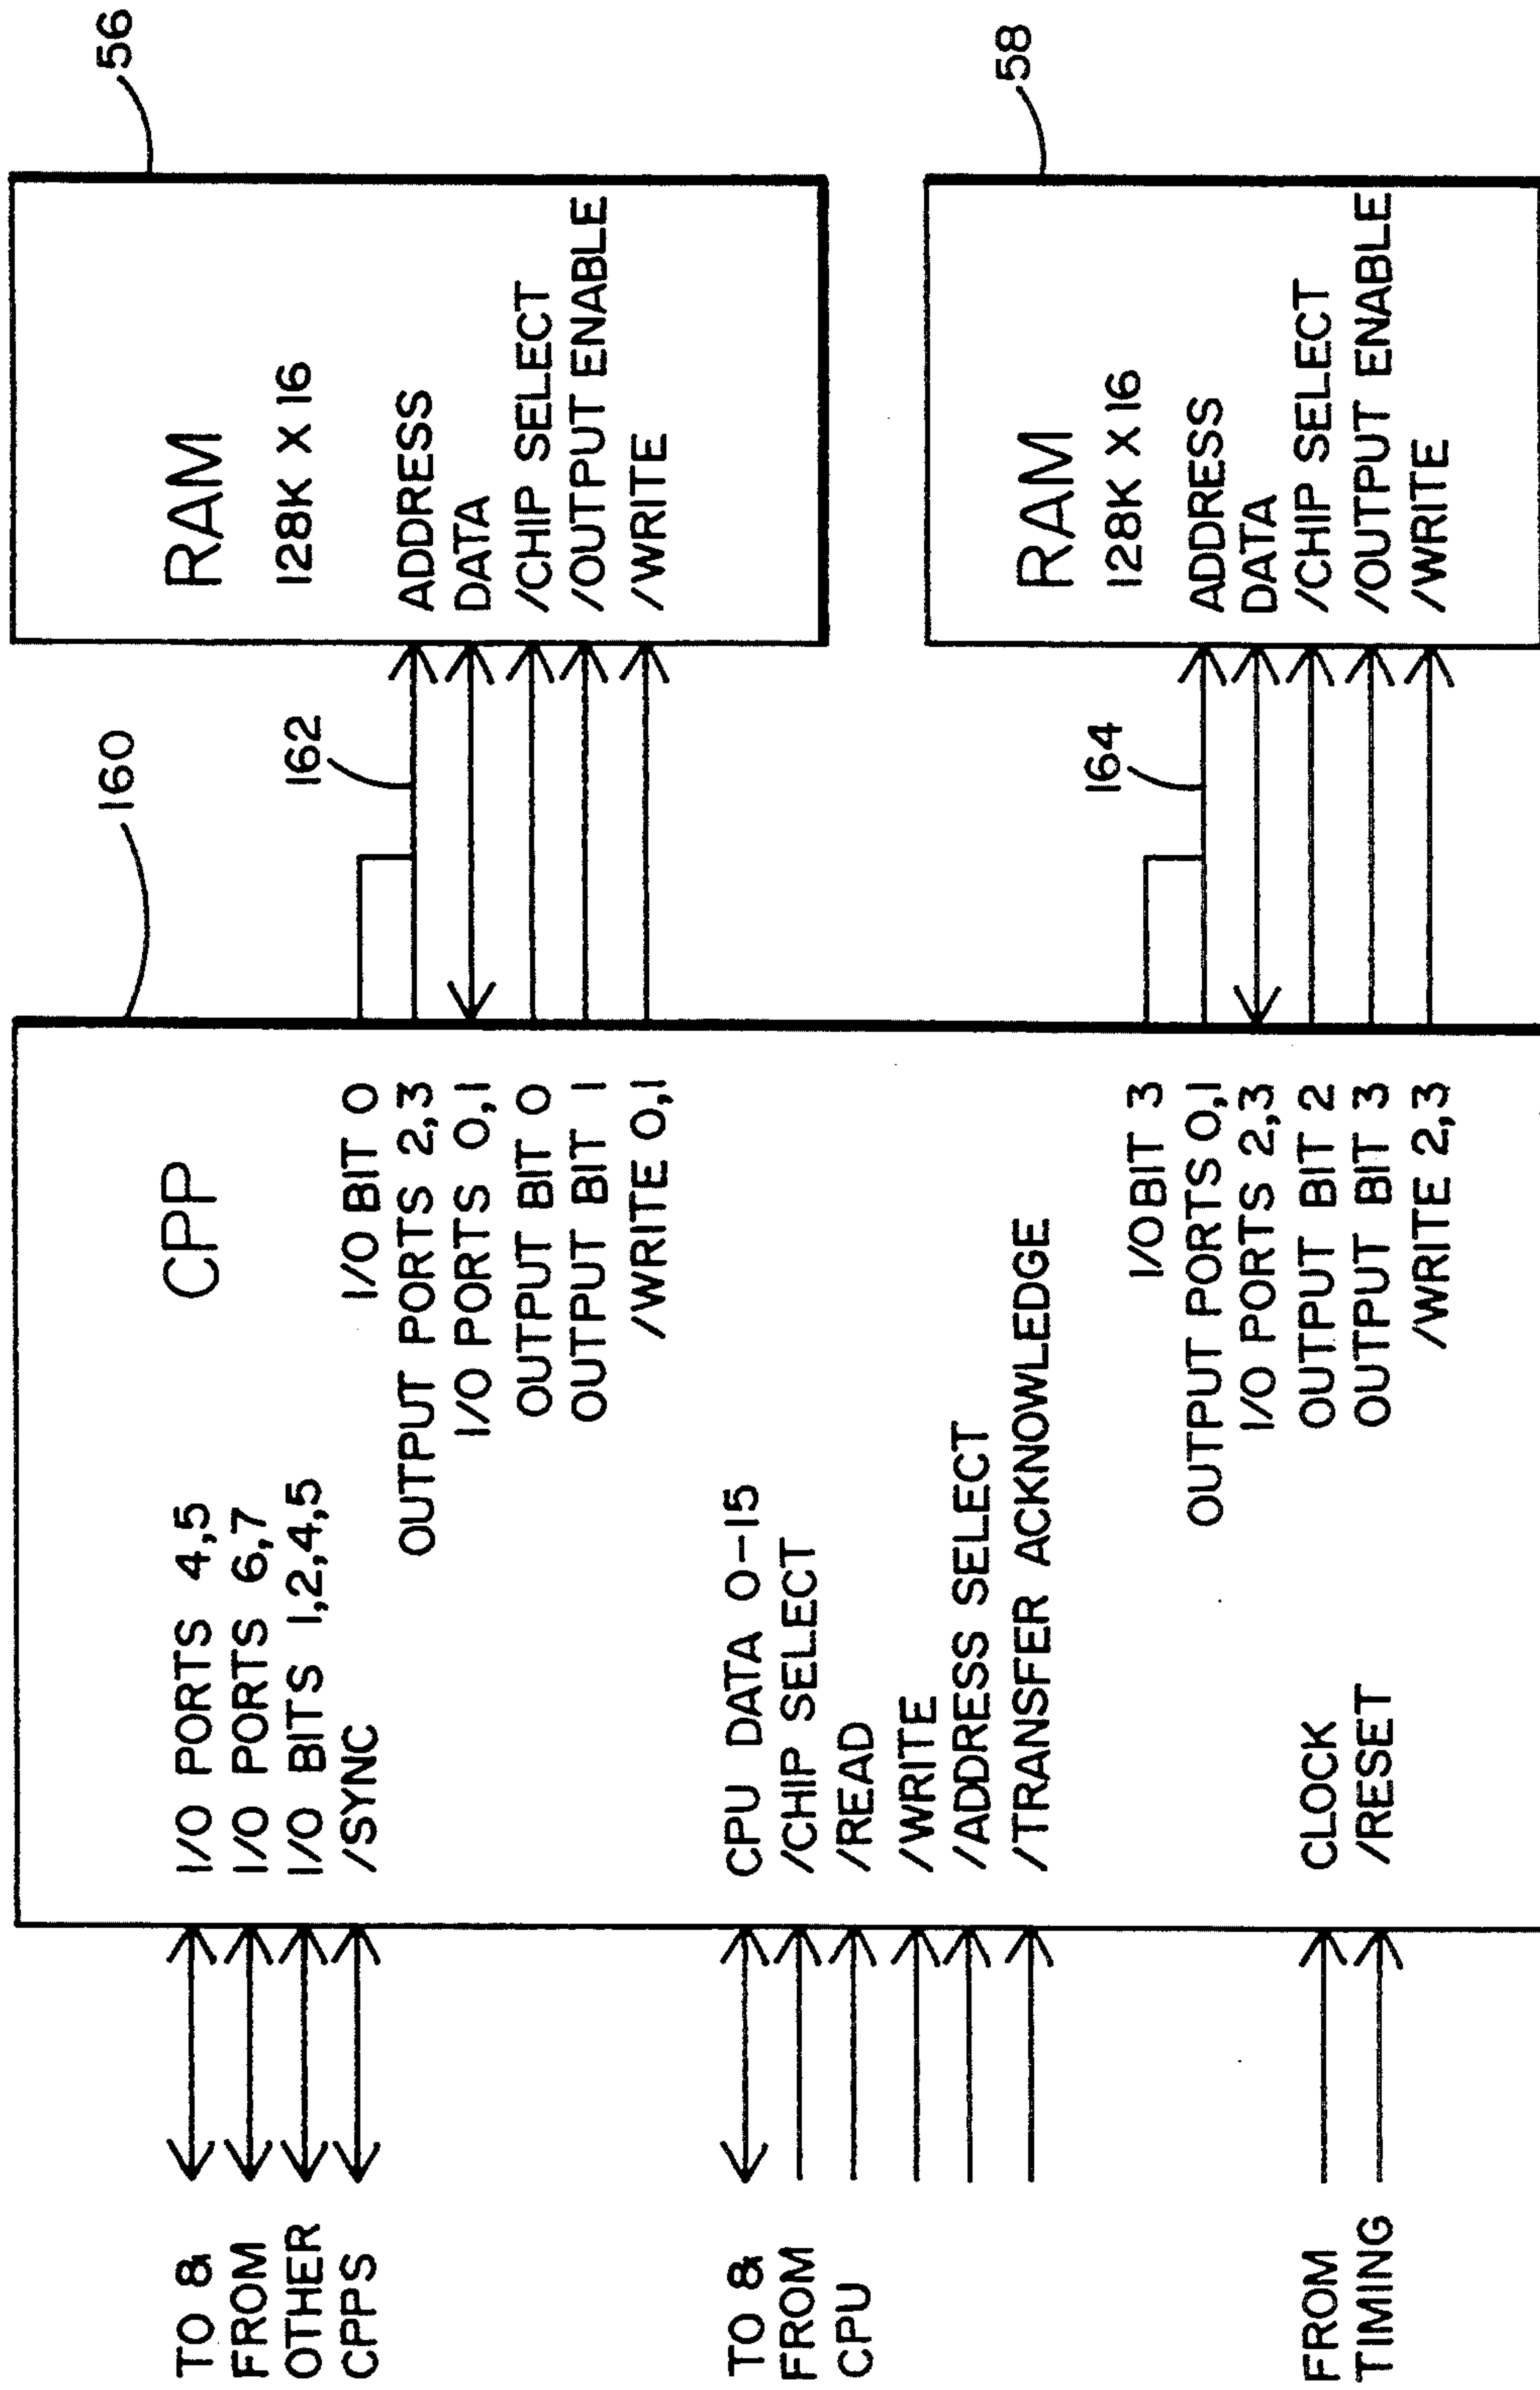 TO &
FROM
OTHER
CPPS
TO &
FROM
CPU
FROM
TIMING
CPP
160
I/O PORTS 4,5
I/O PORTS 6,7
I/O BITS 1,2,4,5
/SYNC
CPU DATA 0-15
/CHIP SELECT
/READ
/WRITE
/ADDRESS SELECT
/TRANSFER ACKNOWLEDGE
CLOCK
/RESET
I/O BIT 0
OUTPUT PORTS 2,3
I/O PORTS 0,1
OUTPUT BIT 0
OUTPUT BIT 1
/WRITE 0,1
I/O BIT 3
OUTPUT PORTS 0,1
I/O PORTS 2,3
OUTPUT BIT 2
OUTPUT BIT 3
/WRITE 2,3
162
164
56
RAM
128K X 16
ADDRESS
DATA
/CHIP SELECT
/OUTPUT ENABLE
/WRITE
58
RAM
128K X 16
ADDRESS
DATA
/CHIP SELECT
/OUTPUT ENABLE
/WRITE